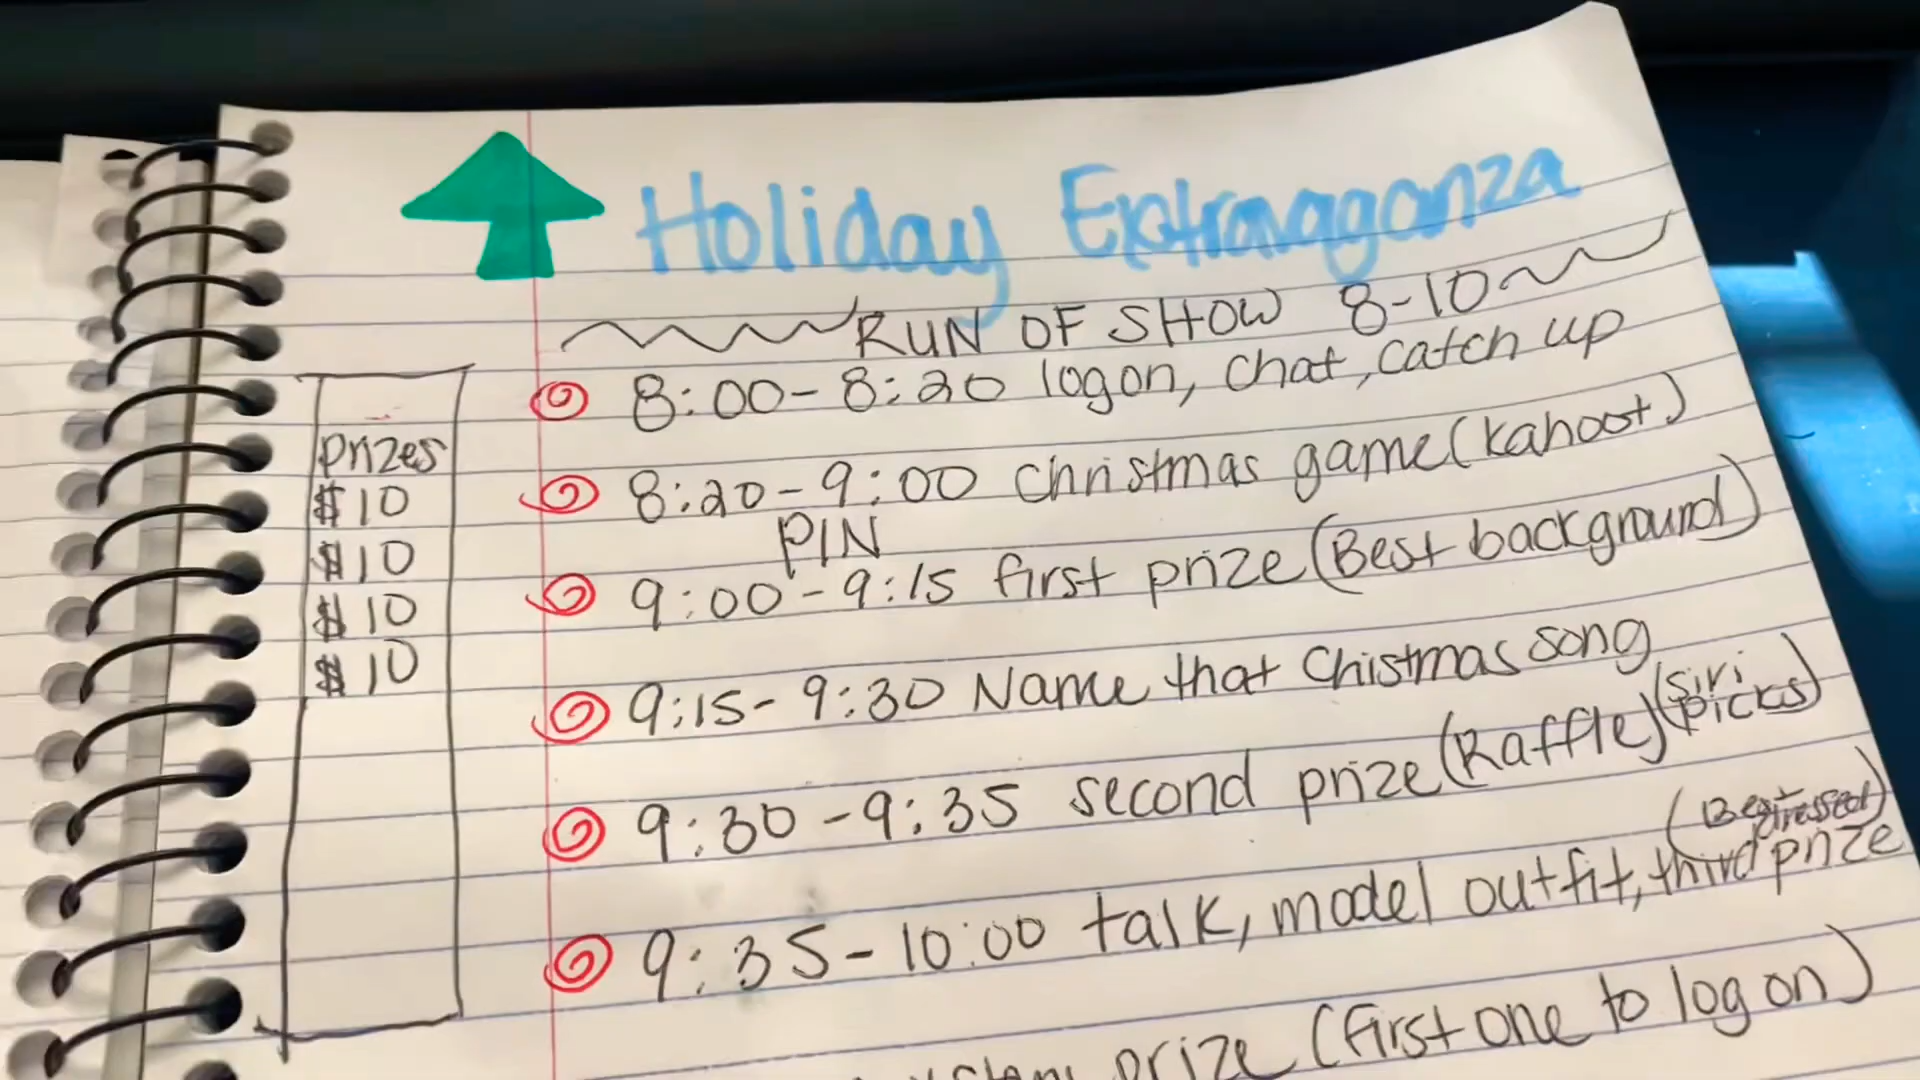 Holiday Extravaganza
RUN OF SHOW 8-10
8:00-8:20 logon, chat, catch up
8:20-9:00 christmas game (kahoot)
PIN
9:00-9:15 first prize (Best background)
9:15-9:30 Name that Chistmas song
9:30-9:35 second prize (Raffle) (siri picks)
(Best dressed)
9:35-10:00 talk, model outfit, third prize
prize (first one to log on)
prizes
$10
$10
$10
$10